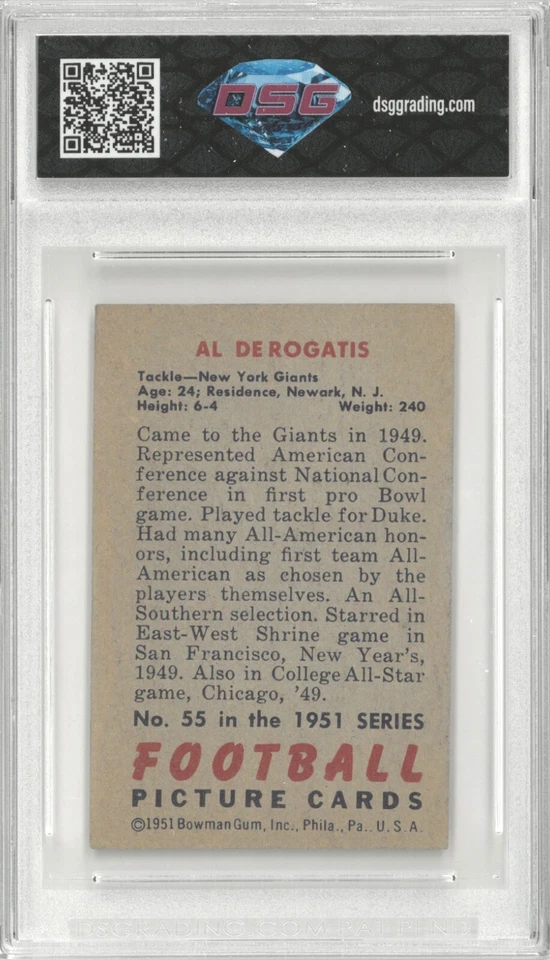 DSG
dsggrading.com
AL DEROGATIS
Tackle—New York Giants
Age: 24; Residence, Newark, N. J.
Height: 6-4 Weight: 240
Came to the Giants in 1949.
Represented American Con-
ference against National Con-
ference in first pro Bowl
game. Played tackle for Duke.
Had many All-American hon-
ors, including first team All-
American as chosen by the
players themselves. An All-
Southern selection. Starred in
East-West Shrine game in
San Francisco, New Year's,
1949. Also in College All-Star
game, Chicago, '49.
No. 55 in the 1951 SERIES
FOOTBALL
PICTURE CARDS
©1951 Bowman Gum, Inc., Phila., Pa.. U. S. A.
DSGRADING.COM